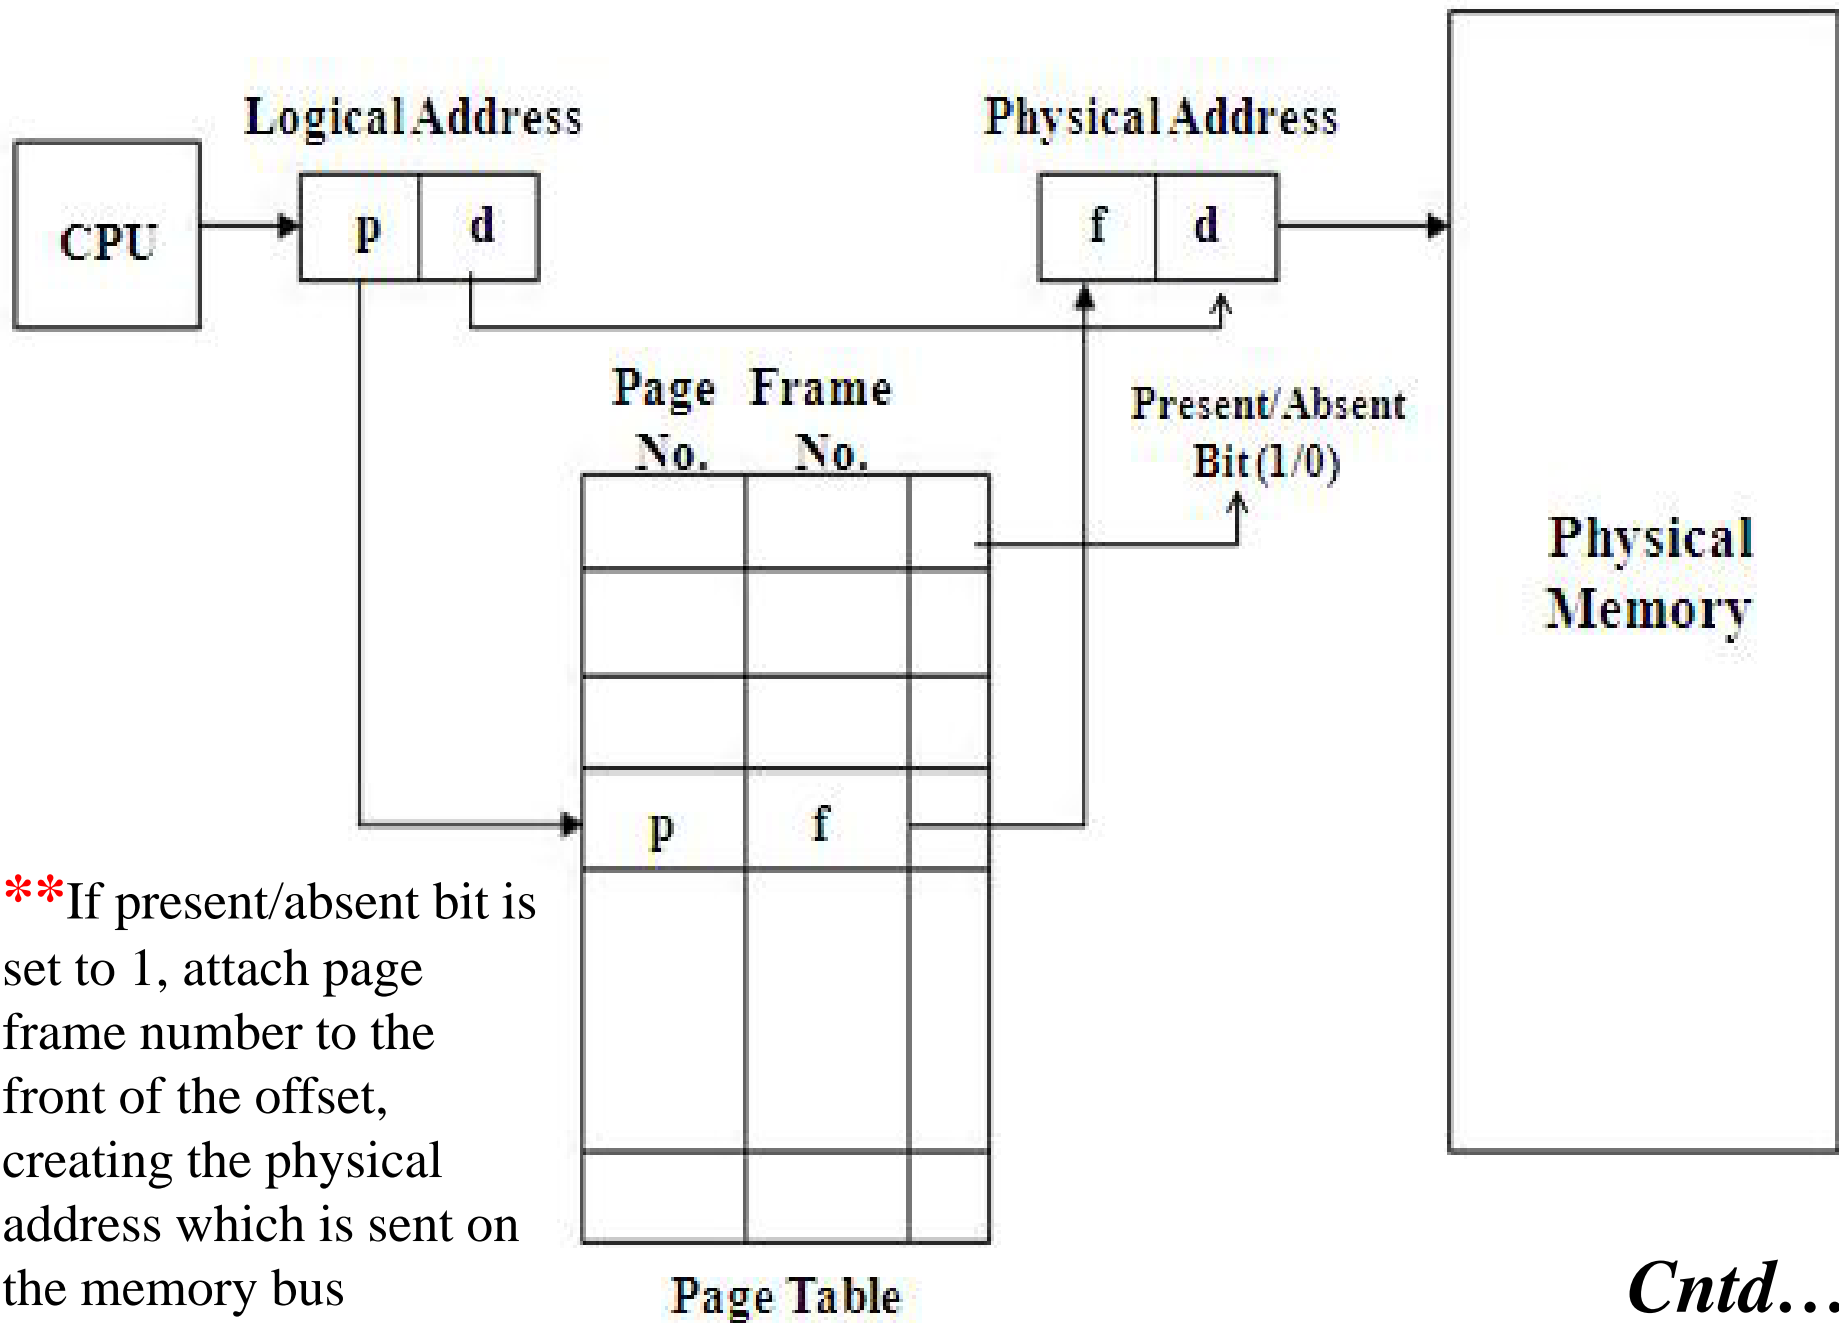 Logical Address
Physical Address
CPU
p
d
f
d
Page Frame
No. No.
Present/Absent
Bit (1/0)
Physical
Memory
p
f
**If present/absent bit is
set to 1, attach page
frame number to the
front of the offset,
creating the physical
address which is sent on
the memory bus
Page Table
Cntd…